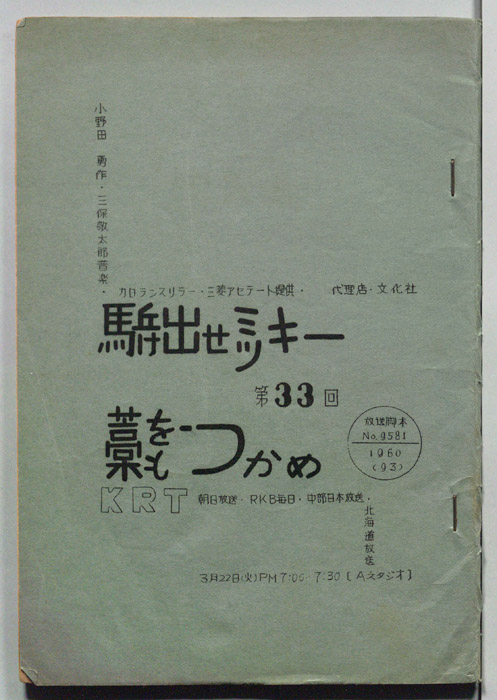 小野田 勇作・三保敬太郎音楽・
カロランスリラー・三菱アセテート提供・ 代理店・文化社
駈出せミッキー
第33回
藁をもつかめ
放送脚本
No.9581
1960
(93)
KRT 朝日放送・RKB毎日・中部日本放送・
北海道放送
3月22日(火)PM7:00-7:30〔Aスタジオ〕